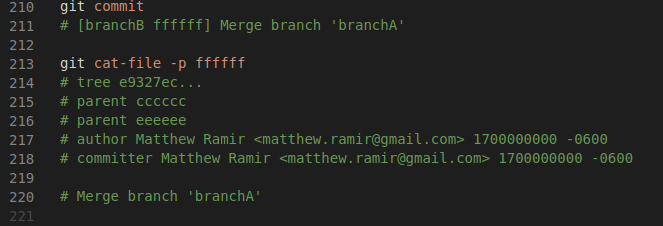 210 git commit
211 # [branchB ffffff] Merge branch 'branchA'
212
213 git cat-file -p ffffff
214 # tree e9327ec...
215 # parent cccccc
216 # parent eeeeee
217 # author Matthew Ramir <matthew.ramir@gmail.com> 1700000000 -0600
218 # committer Matthew Ramir <matthew.ramir@gmail.com> 1700000000 -0600
219
220 # Merge branch 'branchA'
221